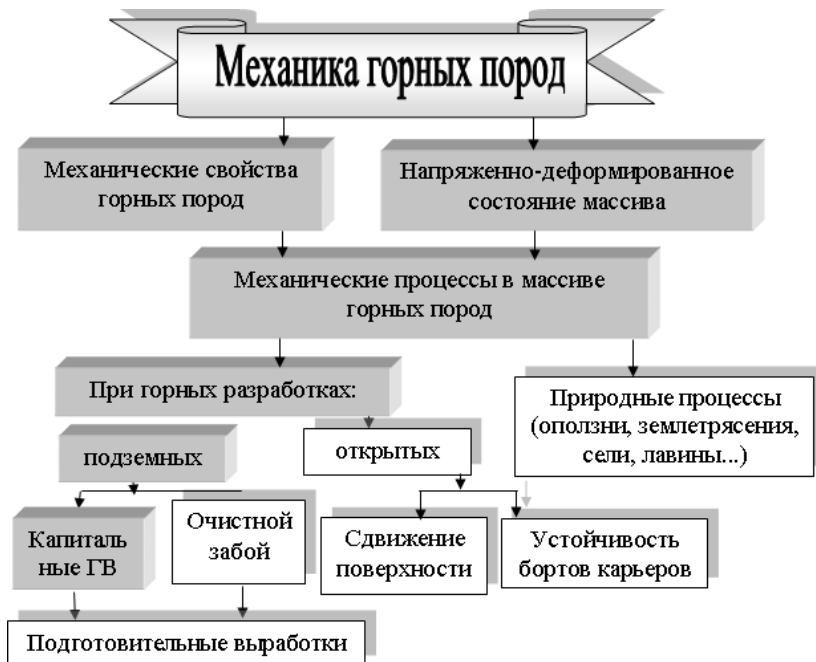 Механика горных пород
Механические свойства
горных пород
Напряженно-деформированное
состояние массива
Механические процессы в массиве
горных пород
При горных разработках:
Природные процессы
(оползни, землетрясения,
сели, лавины...)
подземных
открытых
Капиталь
ные ГВ
Очистной
забой
Сдвижение
поверхности
Устойчивость
бортов карьеров
Подготовительные выработки